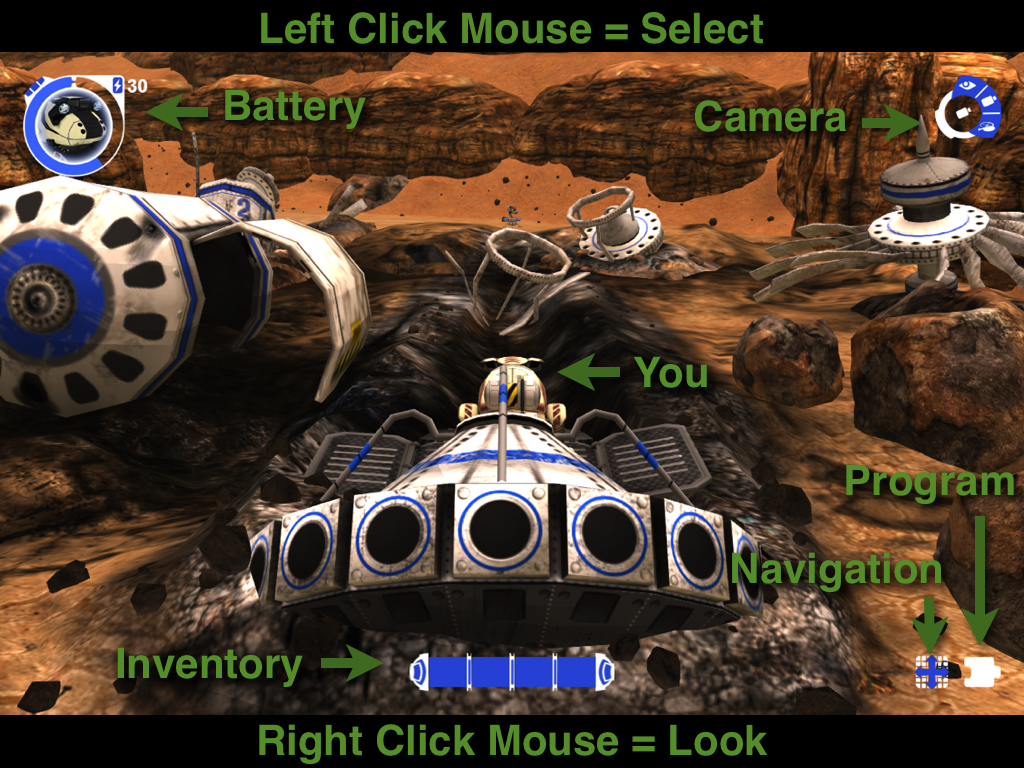 Left Click Mouse = Select
30
Battery
Camera
2
You
Program
Navigation
Inventory
Right Click Mouse = Look